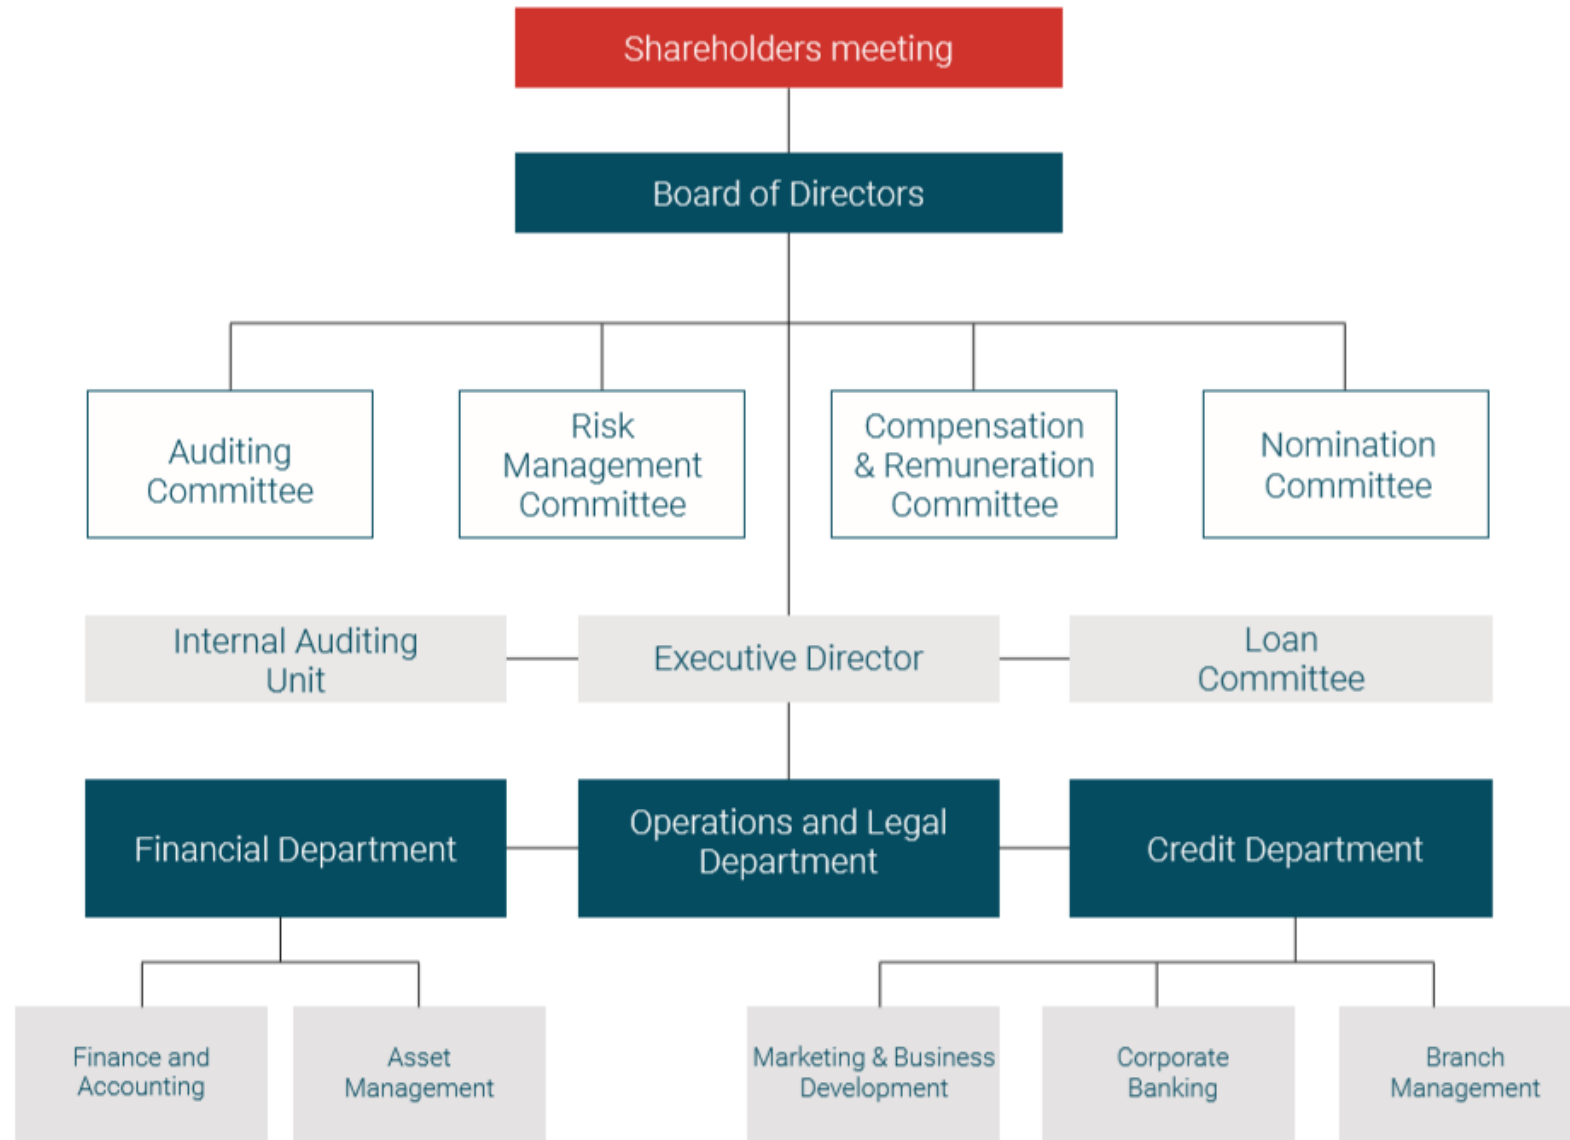 Shareholders meeting
Board of Directors
Auditing
Committee
Risk
Management
Committee
Compensation
& Remuneration
Committee
Nomination
Committee
Internal Auditing
Unit
Executive Director
Loan
Committee
Financial Department
Operations and Legal
Department
Credit Department
Finance and
Accounting
Asset
Management
Marketing & Business
Development
Corporate
Banking
Branch
Management